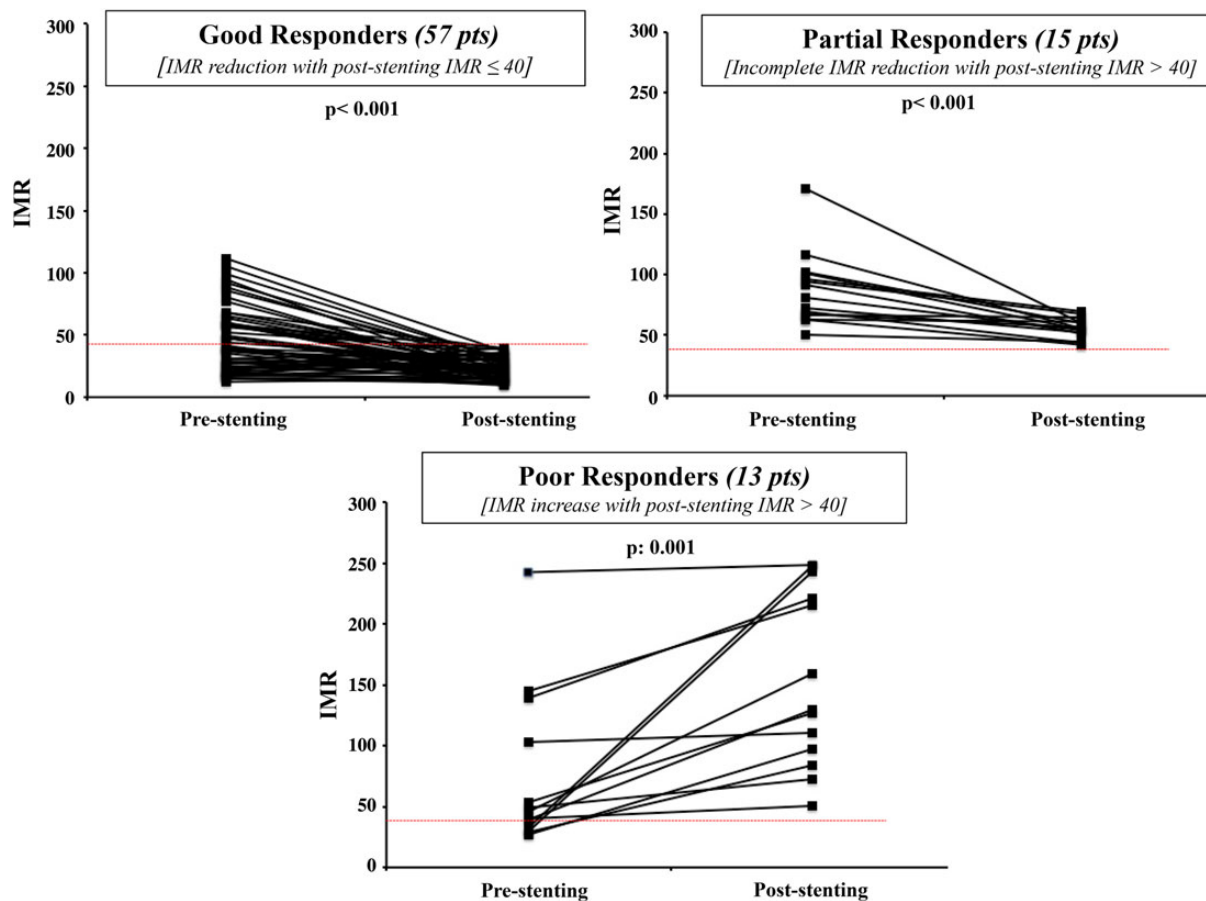 Good Responders (57 pts)
[IMR reduction with post-stenting IMR ≤ 40]
p< 0.001
300
250
200
150
100
50
0
IMR
Pre-stenting
Post-stenting
Partial Responders (15 pts)
[Incomplete IMR reduction with post-stenting IMR > 40]
p< 0.001
300
250
200
150
100
50
0
IMR
Pre-stenting
Post-stenting
Poor Responders (13 pts)
[IMR increase with post-stenting IMR > 40]
p: 0.001
300
250
200
150
100
50
0
IMR
Pre-stenting
Post-stenting